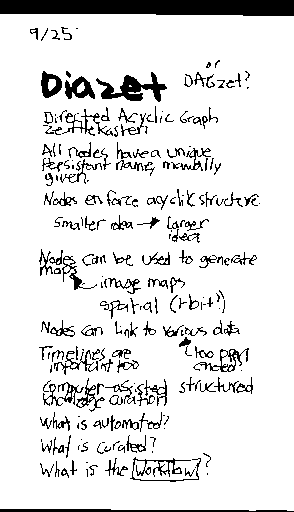 9/25
or
Diazet DAGzet?
Directed Acyclic Graph
Zettlekasten
All nodes have a unique
Persistant name, manually
given.
Nodes enforce acyclic structure
Smaller idea → Larger
idea
Nodes can be used to generate
maps
image maps
spatial (rbit?)
Nodes can link to various data
Timelines are
important too
too
ended?
computer-assisted structured
knowledge curation
What is automated?
What is curated?
What is the workflow?